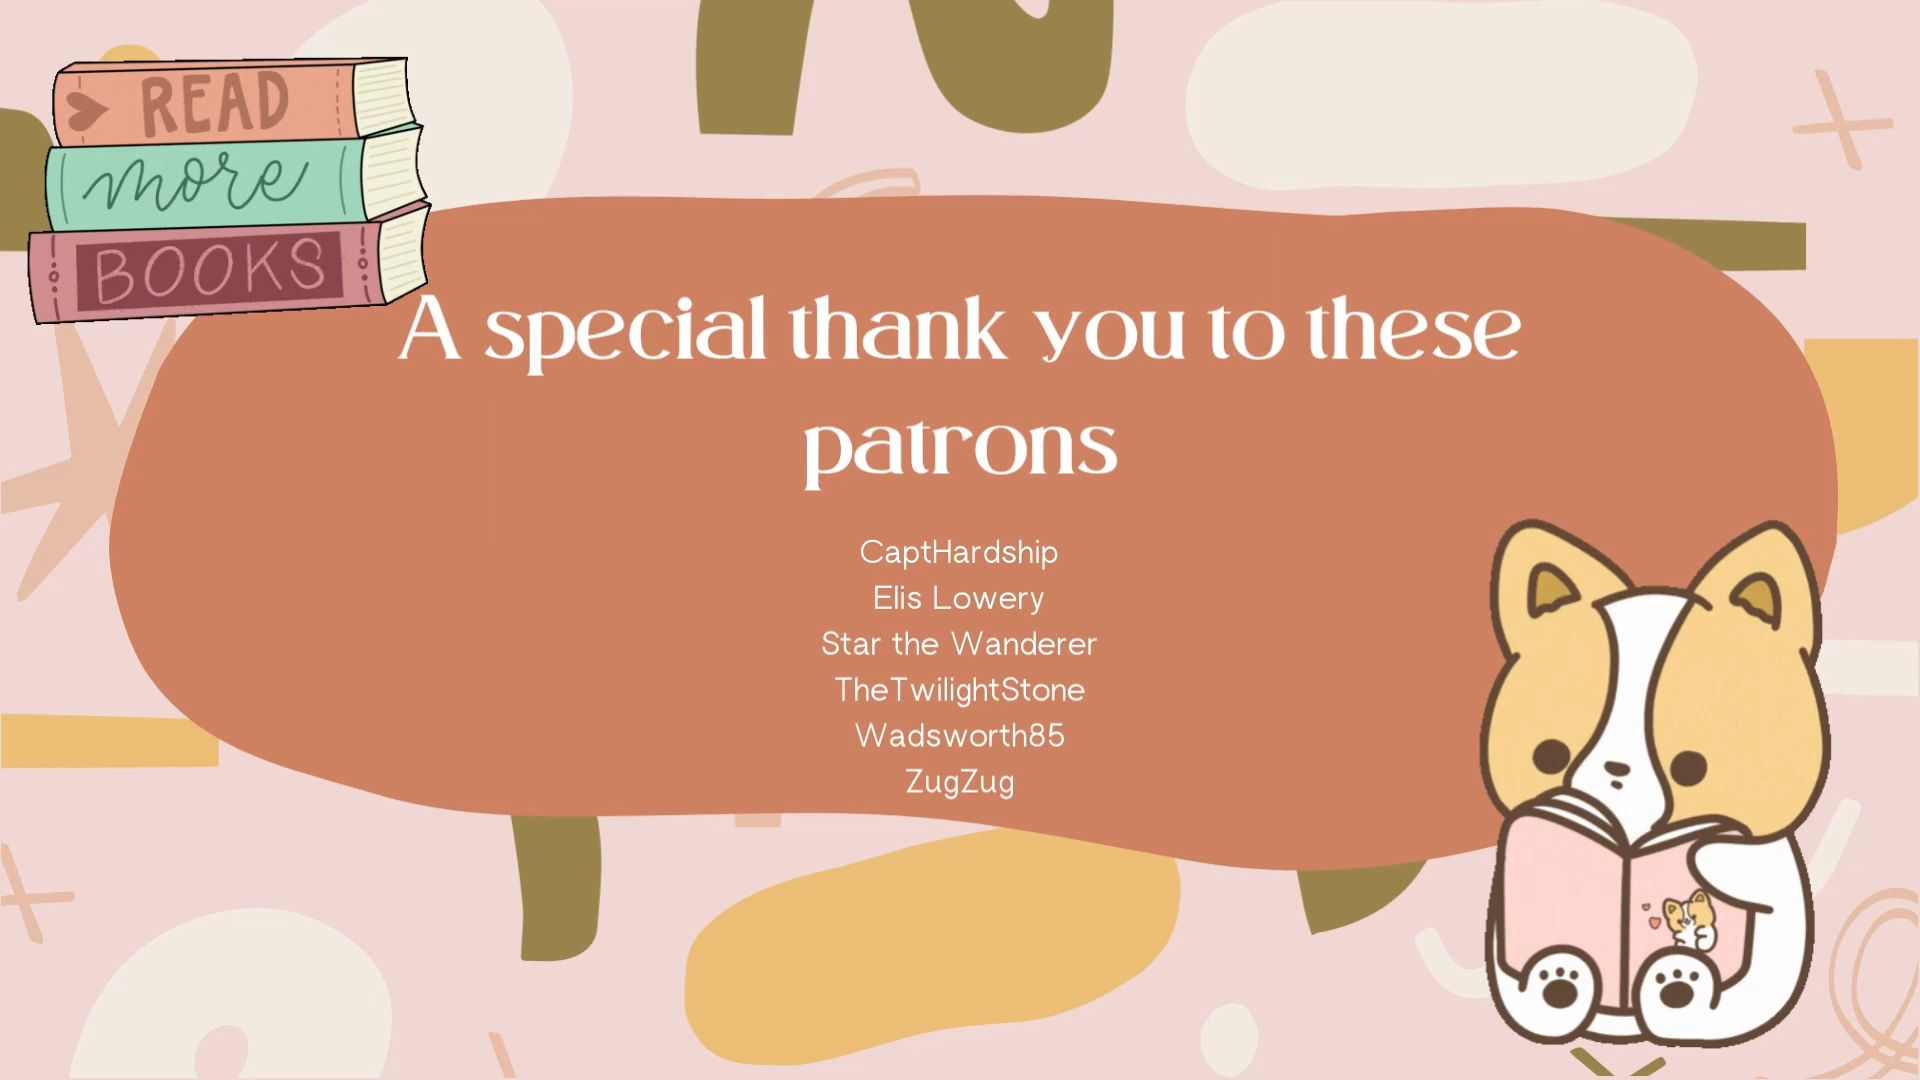 READ
more
BOOKS
A special thank you to these
patrons
CaptHardship
Elis Lowery
Star the Wanderer
TheTwilightStone
Wadsworth85
ZugZug